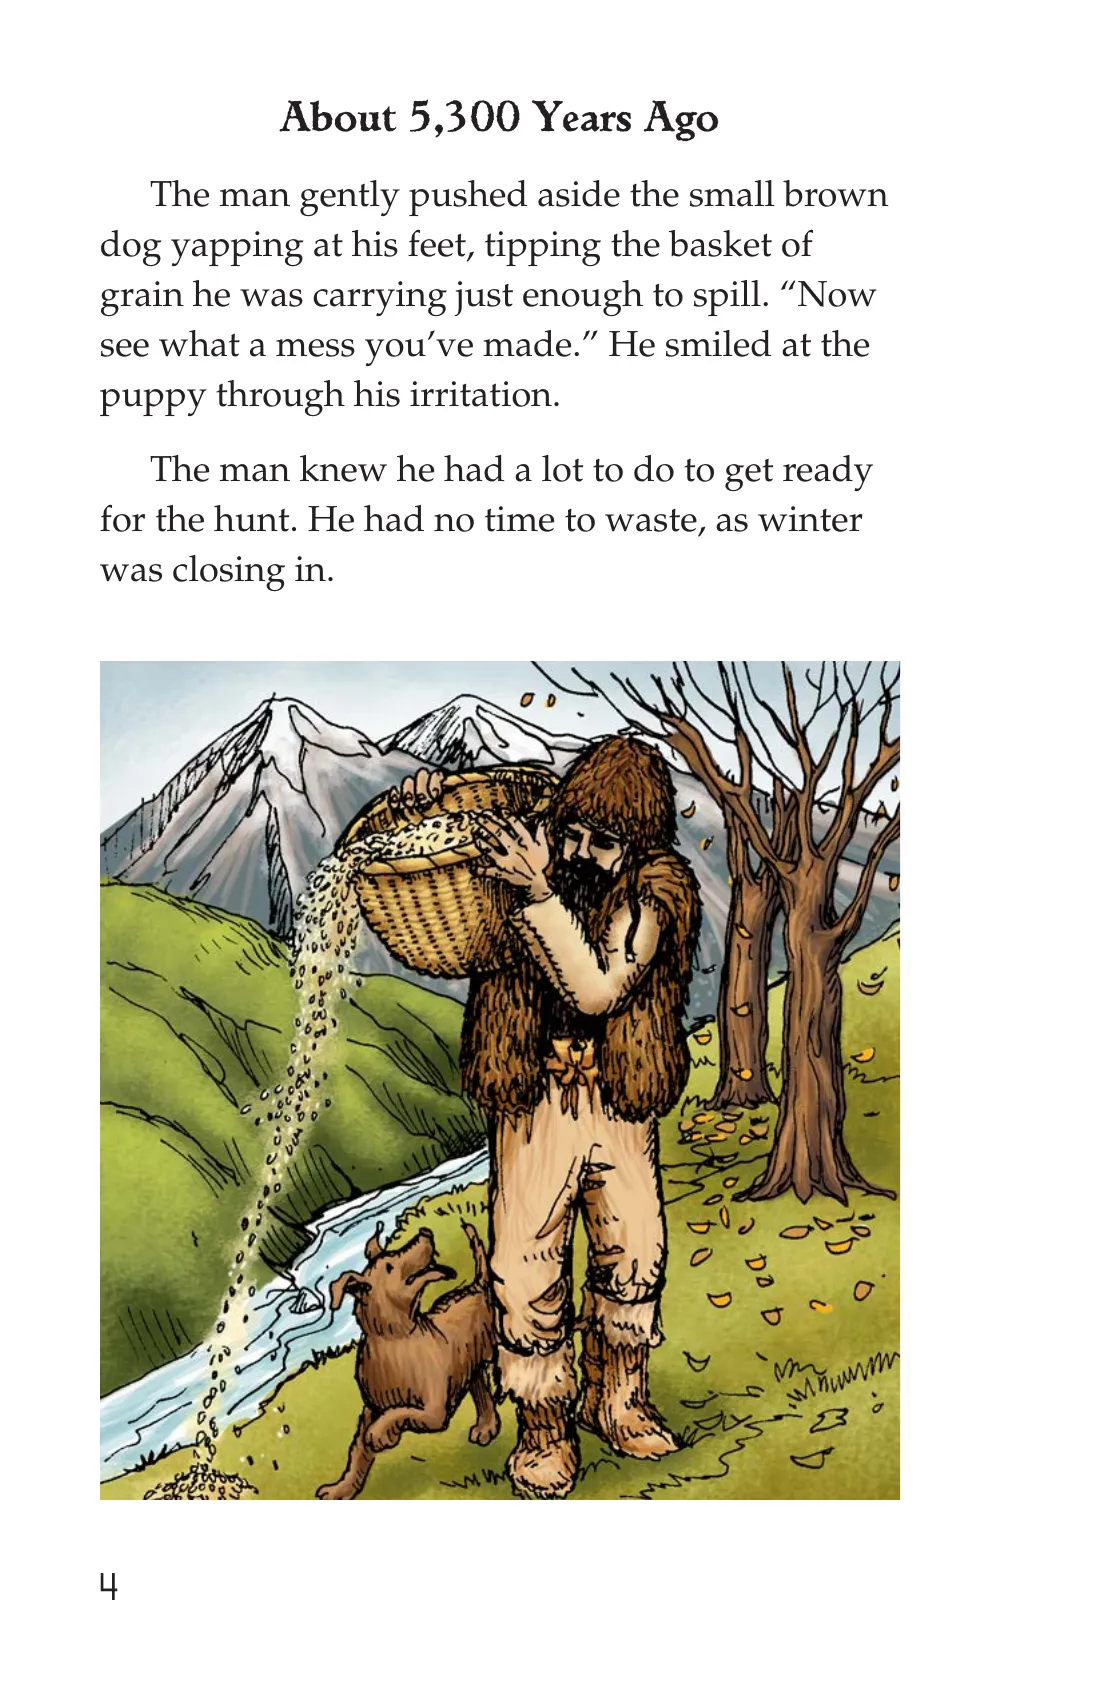 About 5,300 Years Ago
The man gently pushed aside the small brown
dog yapping at his feet, tipping the basket of
grain he was carrying just enough to spill. “Now
see what a mess you’ve made.” He smiled at the
puppy through his irritation.
The man knew he had a lot to do to get ready
for the hunt. He had no time to waste, as winter
was closing in.
4